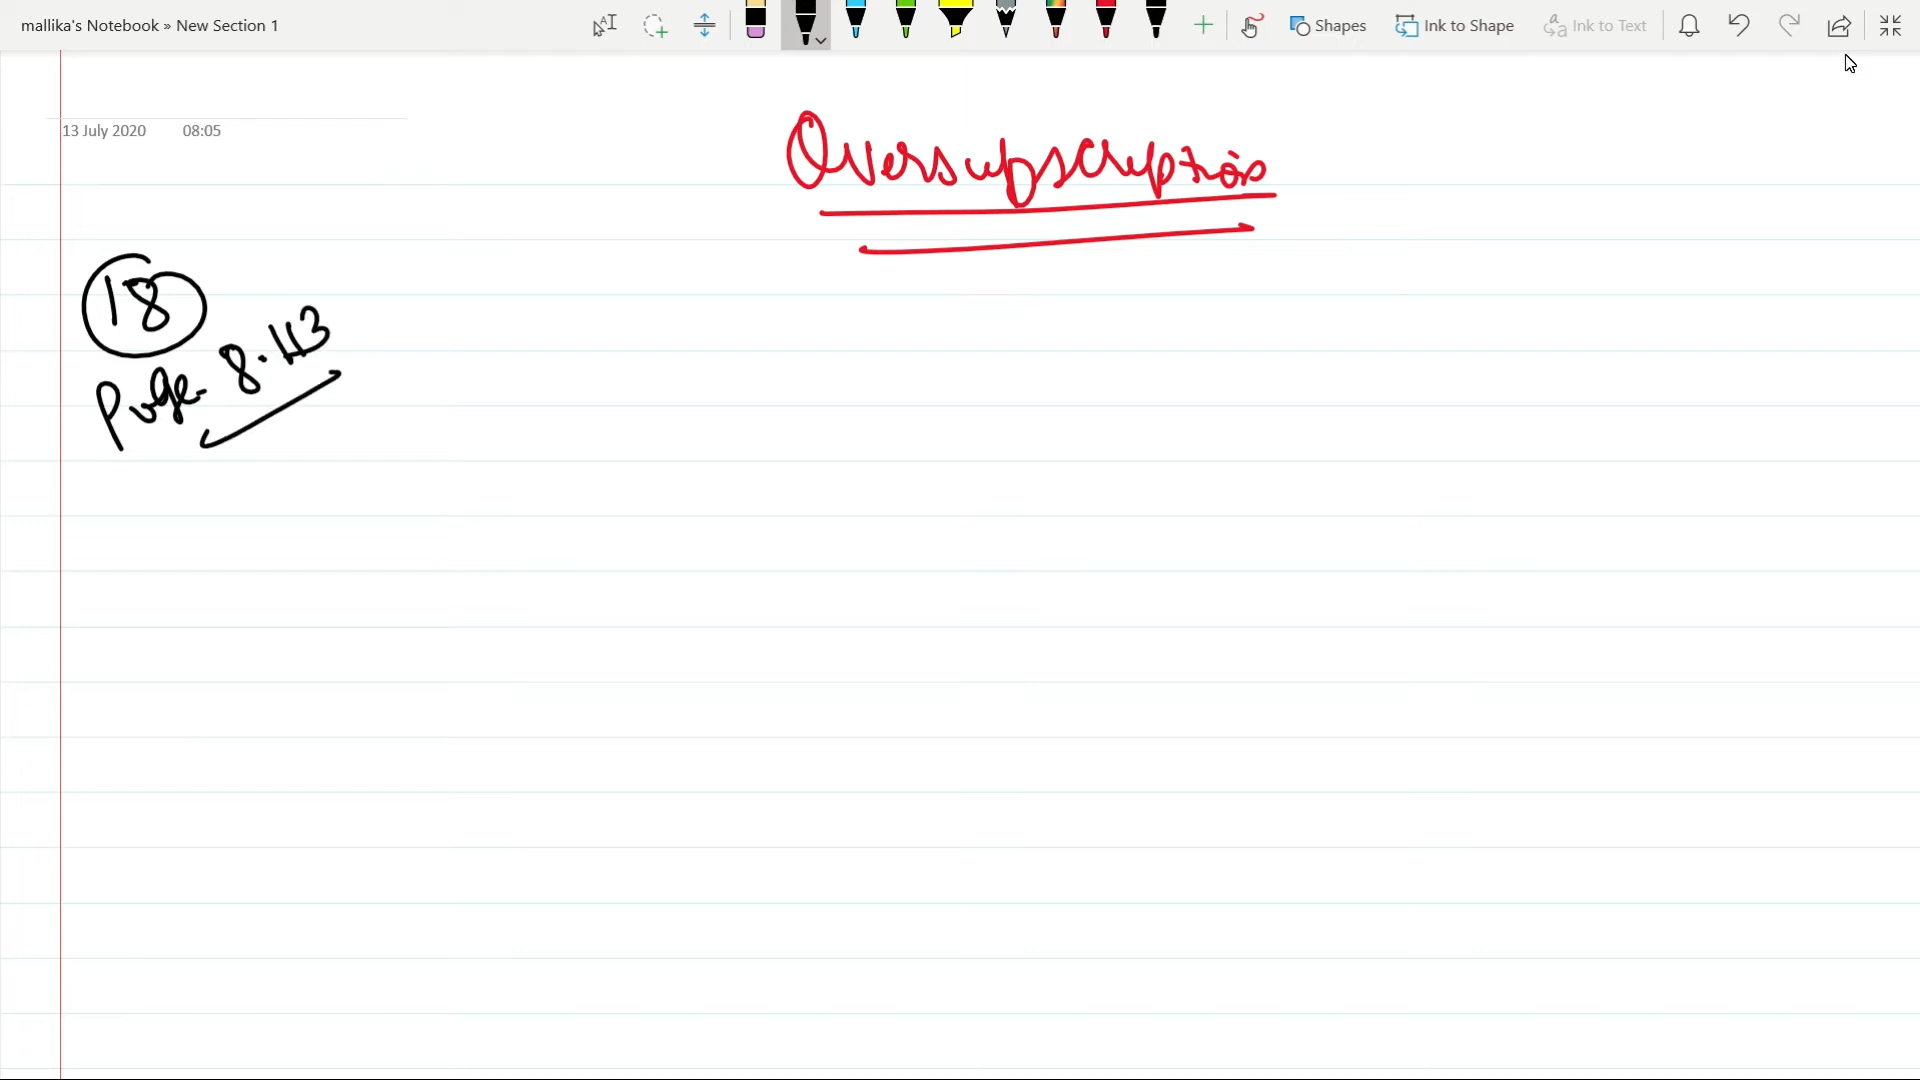 mallika's Notebook » New Section 1
Shapes
Ink to Shape
Ink to Text
13 July 2020 08:05
Oversubscription
18
Page- 8.113